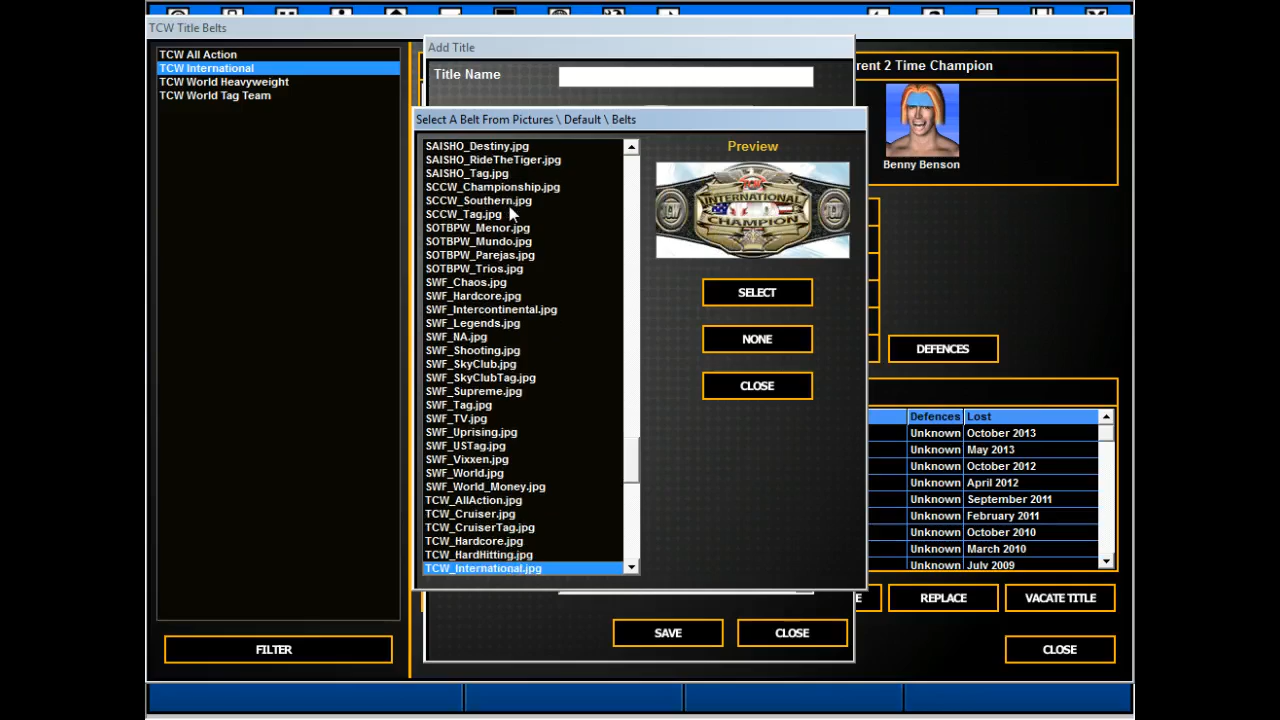 TCW Title Belts
TCW All Action
TCW International
TCW World Heavyweight
TCW World Tag Team
FILTER
Add Title
Title Name
Select A Belt From Pictures \ Default \ Belts
SAISHO_Destiny.jpg
SAISHO_RideTheTiger.jpg
SAISHO_Tag.jpg
SCCW_Championship.jpg
SCCW_Southern.jpg
SCCW_Tag.jpg
SOTBPW_Menor.jpg
SOTBPW_Mundo.jpg
SOTBPW_Parejas.jpg
SOTBPW_Trios.jpg
SWF_Chaos.jpg
SWF_Hardcore.jpg
SWF_Intercontinental.jpg
SWF_Legends.jpg
SWF_NA.jpg
SWF_Shooting.jpg
SWF_SkyClub.jpg
SWF_SkyClubTag.jpg
SWF_Supreme.jpg
SWF_Tag.jpg
SWF_TV.jpg
SWF_Uprising.jpg
SWF_USTag.jpg
SWF_Vixxen.jpg
SWF_World.jpg
SWF_World_Money.jpg
TCW_AllAction.jpg
TCW_Cruiser.jpg
TCW_CruiserTag.jpg
TCW_Hardcore.jpg
TCW_HardHitting.jpg
TCW_International.jpg
Preview
INTERNATIONAL
CHAMPION
SELECT
NONE
CLOSE
SAVE
CLOSE
rent 2 Time Champion
Benny Benson
DEFENCES
Defences Lost
Unknown October 2013
Unknown May 2013
Unknown October 2012
Unknown April 2012
Unknown September 2011
Unknown February 2011
Unknown October 2010
Unknown March 2010
Unknown July 2009
E
REPLACE
VACATE TITLE
CLOSE